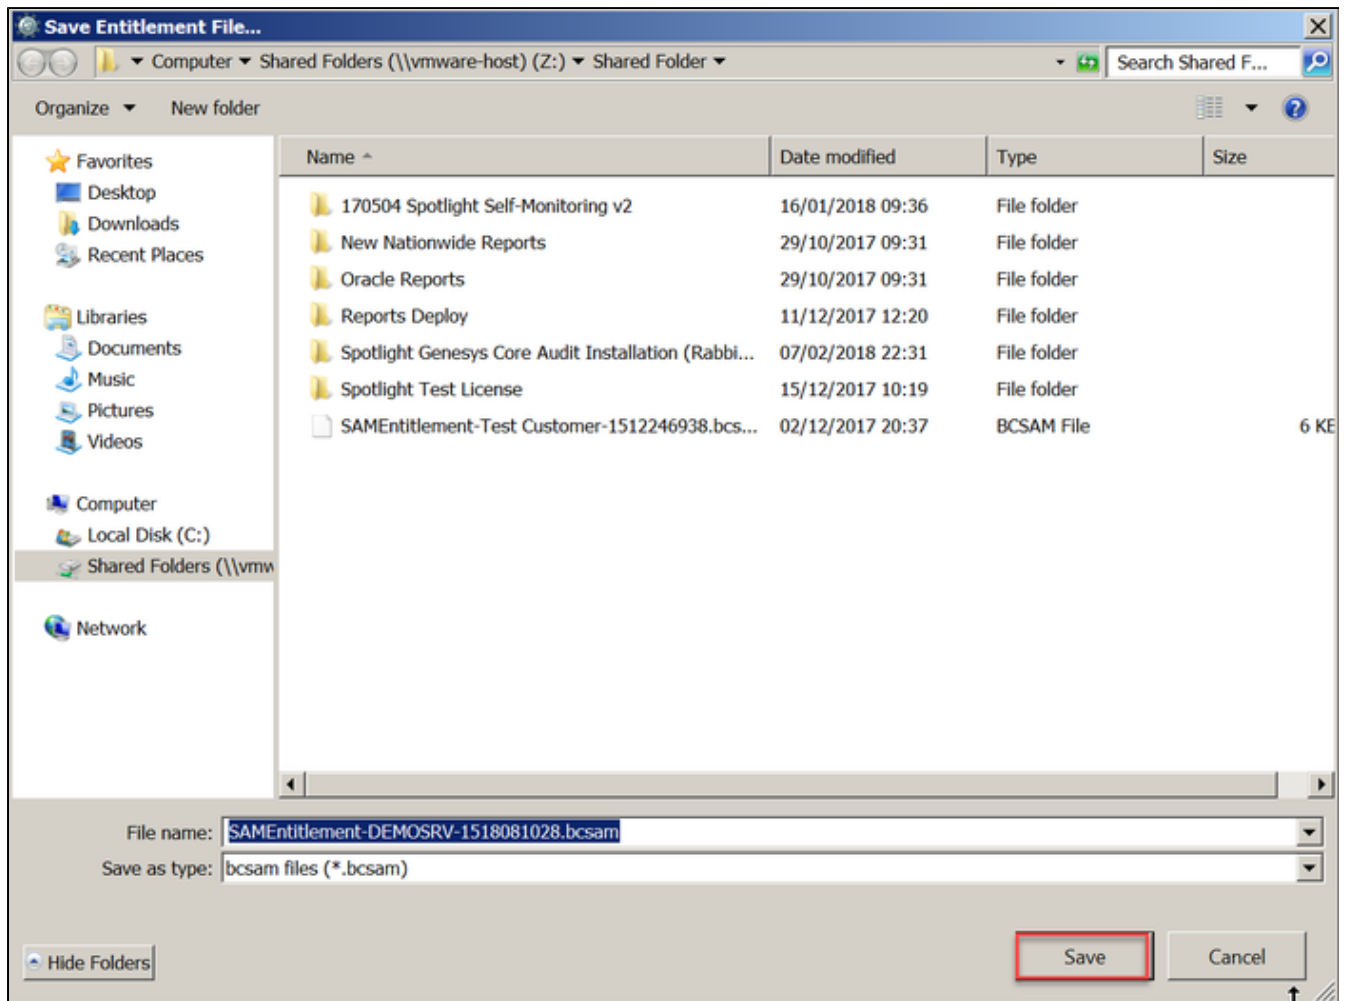 Save Entitlement File...
Computer Shared Folders (\\vmware-host) (Z:) Shared Folder
Search Shared F...
Organize New folder
Favorites
Desktop
Downloads
Recent Places
Libraries
Documents
Music
Pictures
Videos
Computer
Local Disk (C:)
Shared Folders (\\vmw
Network
Name Date modified Type Size
170504 Spotlight Self-Monitoring v2 16/01/2018 09:36 File folder
New Nationwide Reports 29/10/2017 09:31 File folder
Oracle Reports 29/10/2017 09:31 File folder
Reports Deploy 11/12/2017 12:20 File folder
Spotlight Genesys Core Audit Installation (Rabbi... 07/02/2018 22:31 File folder
Spotlight Test License 15/12/2017 10:19 File folder
SAMEntitlement-Test Customer-1512246938.bcs... 02/12/2017 20:37 BCSAM File 6 KE
File name: SAMEntitlement-DEMOSRV-1518081028.bcsam
Save as type: bcsam files (*.bcsam)
Hide Folders
Save
Cancel